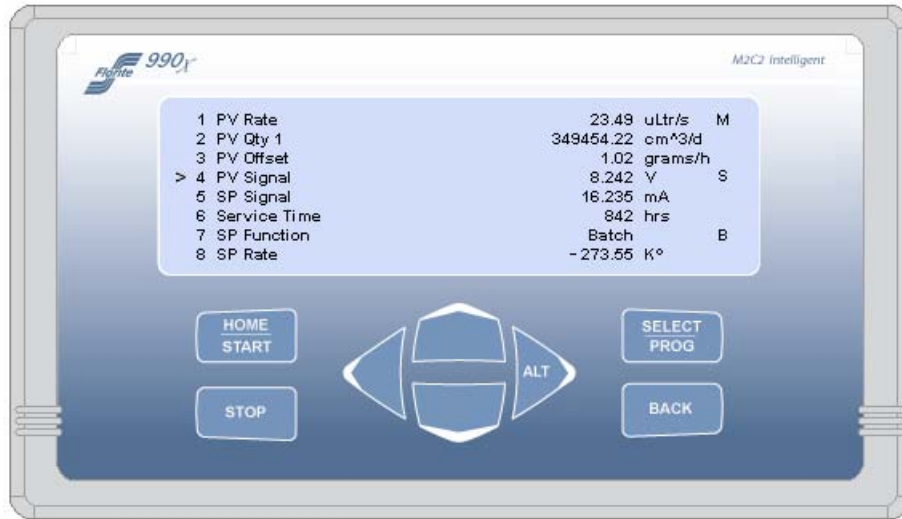 Florite 990X
M2C2 Intelligent
1 PV Rate 23.49 uLtr/s M
2 PV Qty 1 349454.22 cm^3/d
3 PV Offset 1.02 grams/h
> 4 PV Signal 8.242 V S
5 SP Signal 16.235 mA
6 Service Time 842 hrs
7 SP Function Batch B
8 SP Rate -273.55 K°
HOME
START
SELECT
PROG
ALT
STOP
BACK